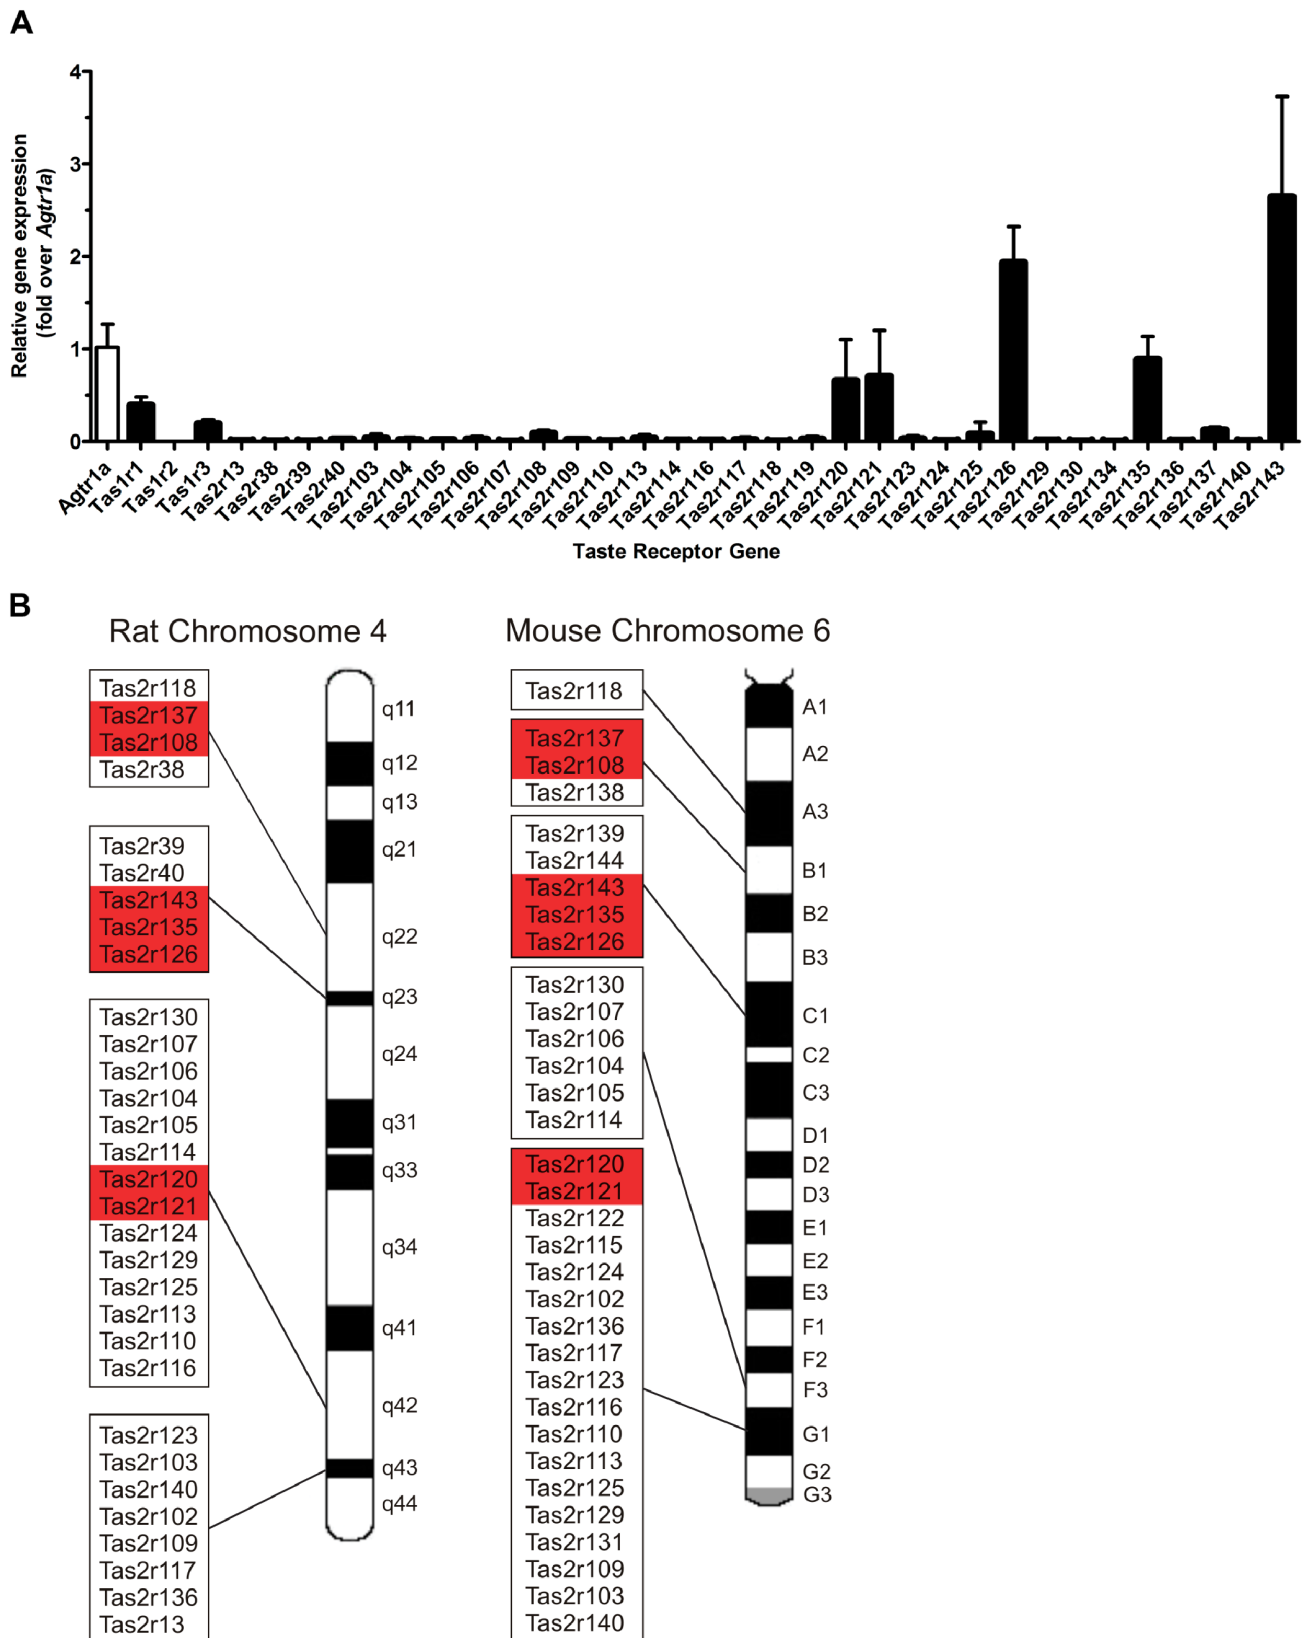 A
Relative gene expression
(fold over Agtr1a)
4
3
2
1
0
Agtr1a
Tas1r1
Tas1r2
Tas1r3
Tas2r13
Tas2r38
Tas2r39
Tas2r40
Tas2r103
Tas2r104
Tas2r105
Tas2r106
Tas2r107
Tas2r108
Tas2r109
Tas2r110
Tas2r113
Tas2r114
Tas2r116
Tas2r117
Tas2r118
Tas2r119
Tas2r120
Tas2r121
Tas2r123
Tas2r124
Tas2r125
Tas2r126
Tas2r129
Tas2r130
Tas2r134
Tas2r135
Tas2r136
Tas2r137
Tas2r140
Tas2r143
Taste Receptor Gene
B
Rat Chromosome 4
Tas2r118
Tas2r137
Tas2r108
Tas2r38
Tas2r39
Tas2r40
Tas2r143
Tas2r135
Tas2r126
Tas2r130
Tas2r107
Tas2r106
Tas2r104
Tas2r105
Tas2r114
Tas2r120
Tas2r121
Tas2r124
Tas2r129
Tas2r125
Tas2r113
Tas2r110
Tas2r116
Tas2r123
Tas2r103
Tas2r140
Tas2r102
Tas2r109
Tas2r117
Tas2r136
Tas2r13
q11
q12
q13
q21
q22
q23
q24
q31
q33
q34
q41
q42
q43
q44
Mouse Chromosome 6
Tas2r118
Tas2r137
Tas2r108
Tas2r138
Tas2r139
Tas2r144
Tas2r143
Tas2r135
Tas2r126
Tas2r130
Tas2r107
Tas2r106
Tas2r104
Tas2r105
Tas2r114
Tas2r120
Tas2r121
Tas2r122
Tas2r115
Tas2r124
Tas2r102
Tas2r136
Tas2r117
Tas2r123
Tas2r116
Tas2r110
Tas2r113
Tas2r125
Tas2r129
Tas2r131
Tas2r109
Tas2r103
Tas2r140
A1
A2
A3
B1
B2
B3
C1
C2
C3
D1
D2
D3
E1
E2
E3
F1
F2
F3
G1
G2
G3